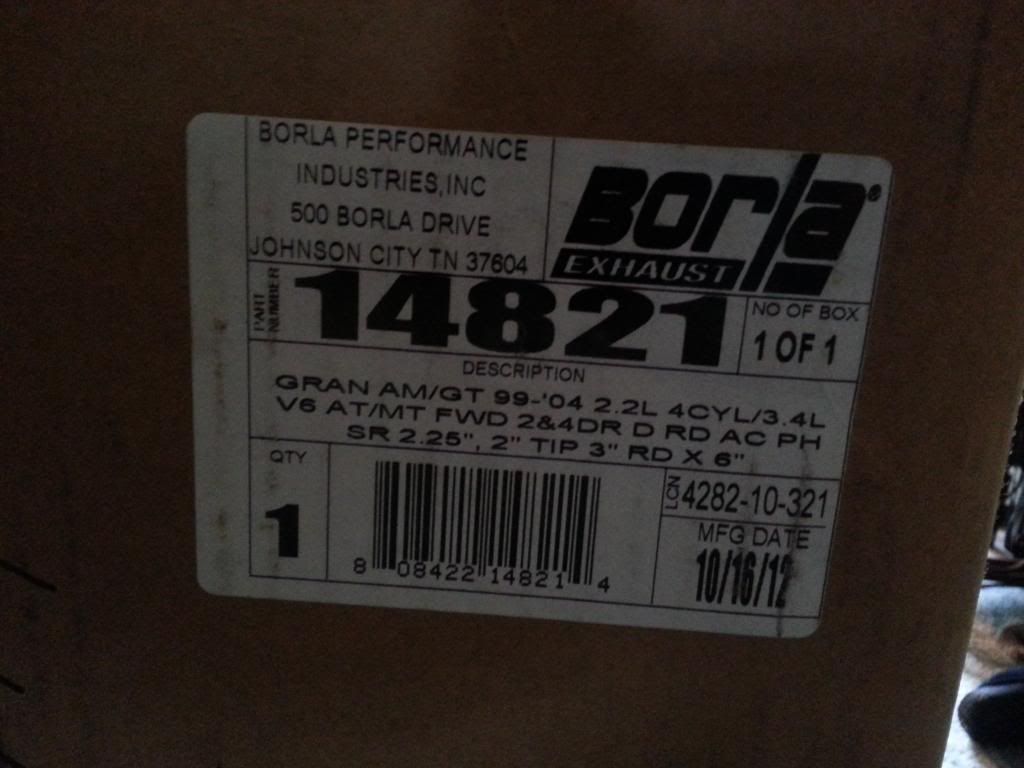 BORLA PERFORMANCE
INDUSTRIES,INC
500 BORLA DRIVE
JOHNSON CITY TN 37604
BORla®
EXHAUST
PART
NUMBER
14821
NO OF BOX
1 OF 1
DESCRIPTION
GRAN AM/GT 99-'04 2.2L 4CYL/3.4L
V6 AT/MT FWD 2&4DR D RD AC PH
SR 2.25", 2" TIP 3" RD X 6"
QTY
1
8 08422 14821 4
LCN
4282-10-321
MFG DATE
10/16/12